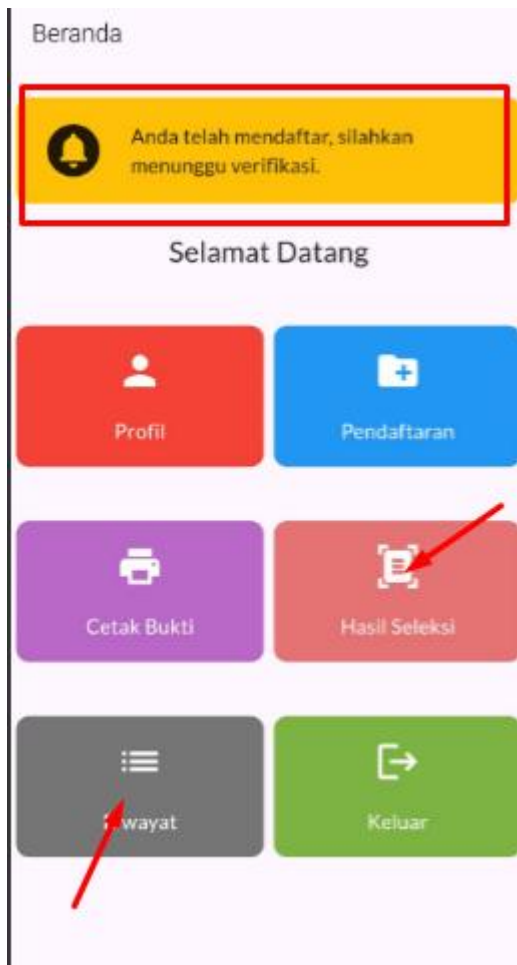 Beranda
Anda telah mendaftar, silahkan
menunggu verifikasi.
Selamat Datang
Profil
Pendaftaran
Cetak Bukti
Hasil Seleksi
Keluar